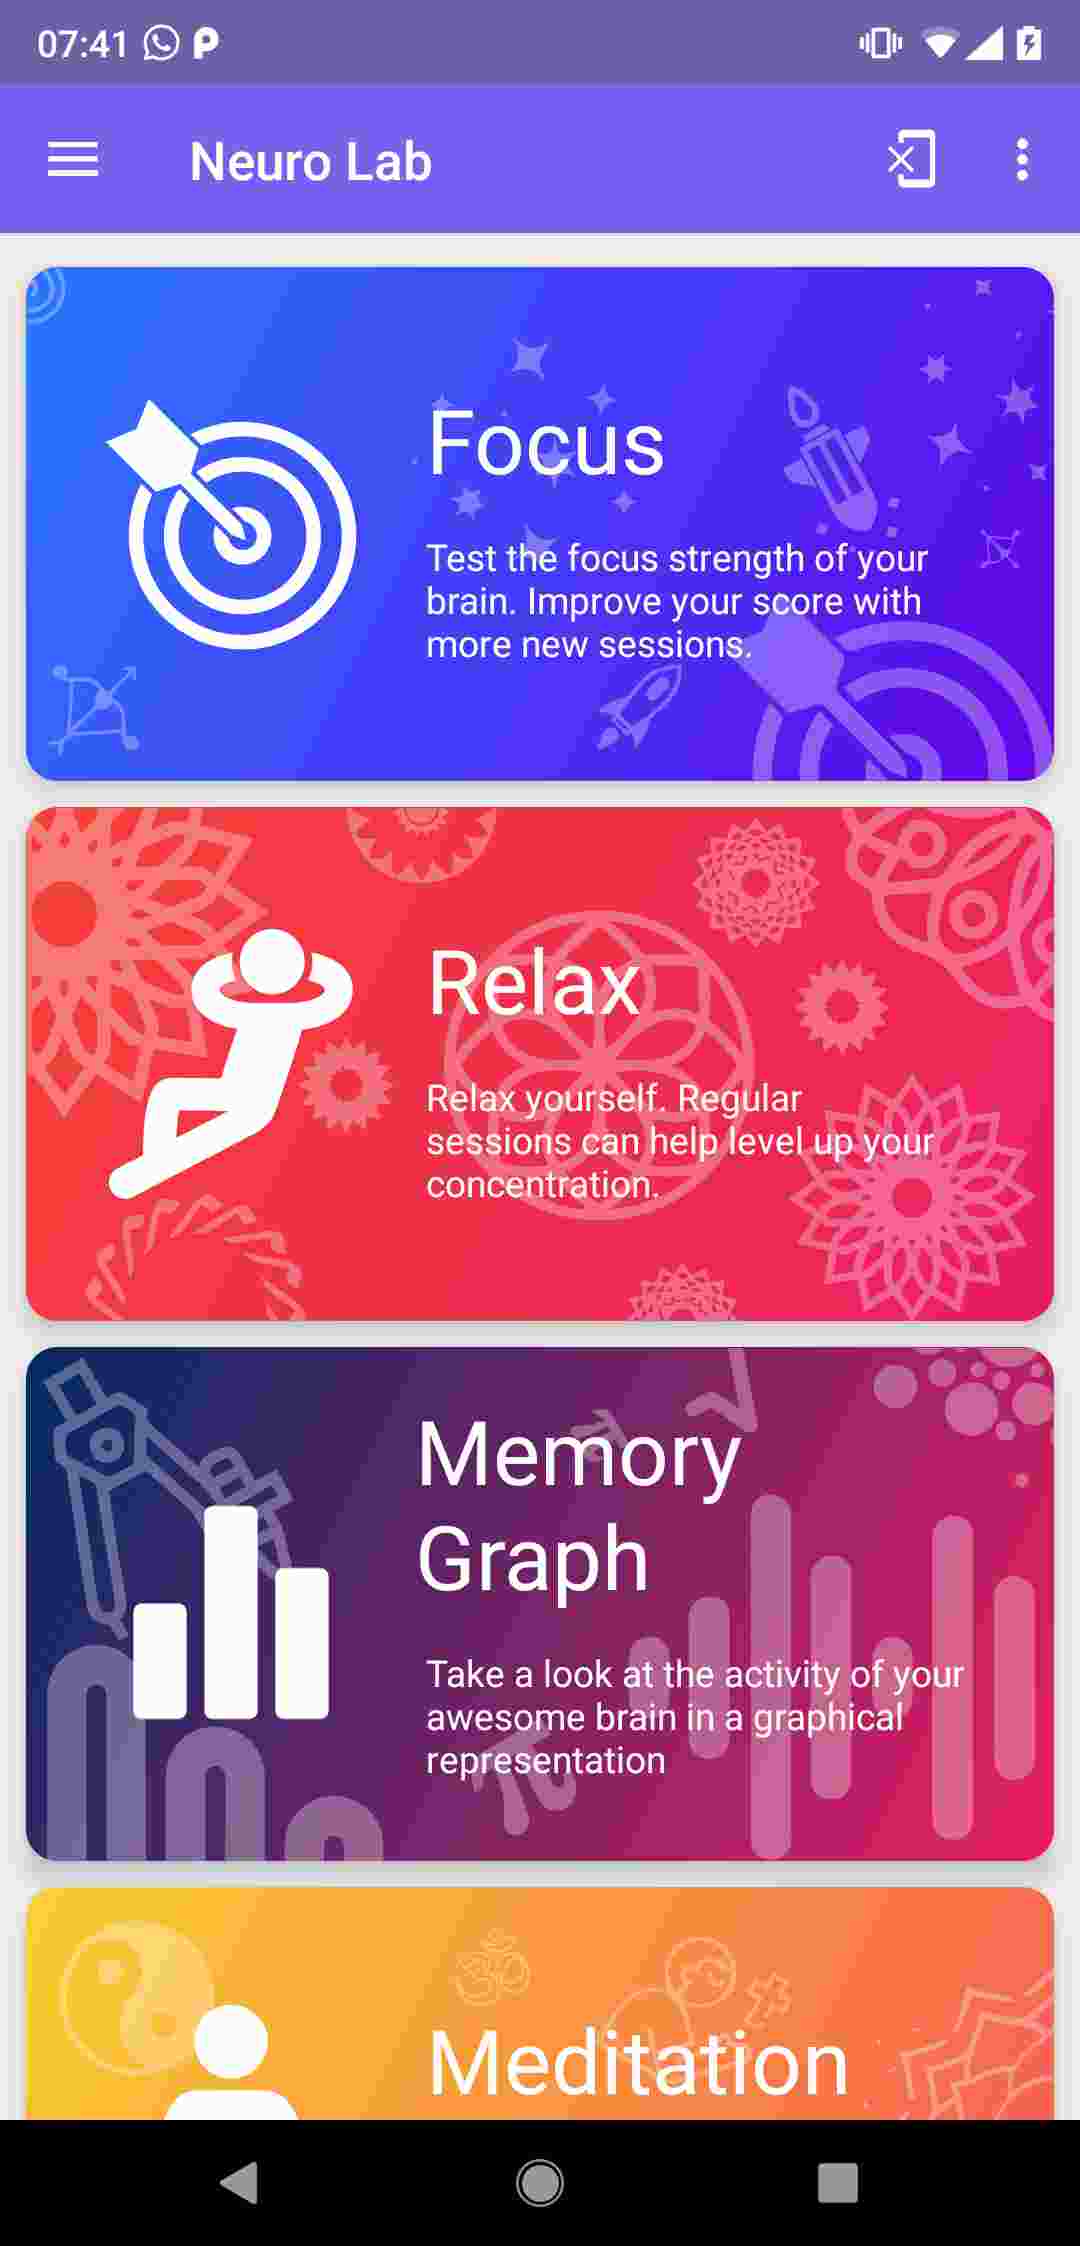 07:41
Neuro Lab
Focus
Test the focus strength of your
brain. Improve your score with
more new sessions.
Relax
Relax yourself. Regular
sessions can help level up your
concentration.
Memory
Graph
Take a look at the activity of your
awesome brain in a graphical
representation
Meditation